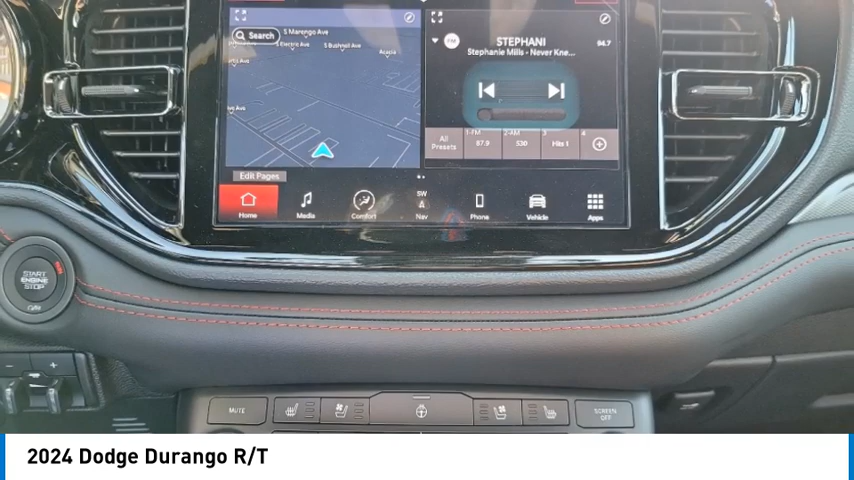 Search
S Marengo Ave
S Electric Ave
S Bushnell Ave
Acacia
FM
STEPHANI
94.7
Stephanie Mills - Never Kne...
All Presets
1-FM
87.9
2-AM
530
3
Hits 1
4
Edit Pages
Home
Media
Comfort
SW
Nav
Phone
Vehicle
Apps
START
ENGINE
STOP
MUTE
SCREEN
OFF
2024 Dodge Durango R/T